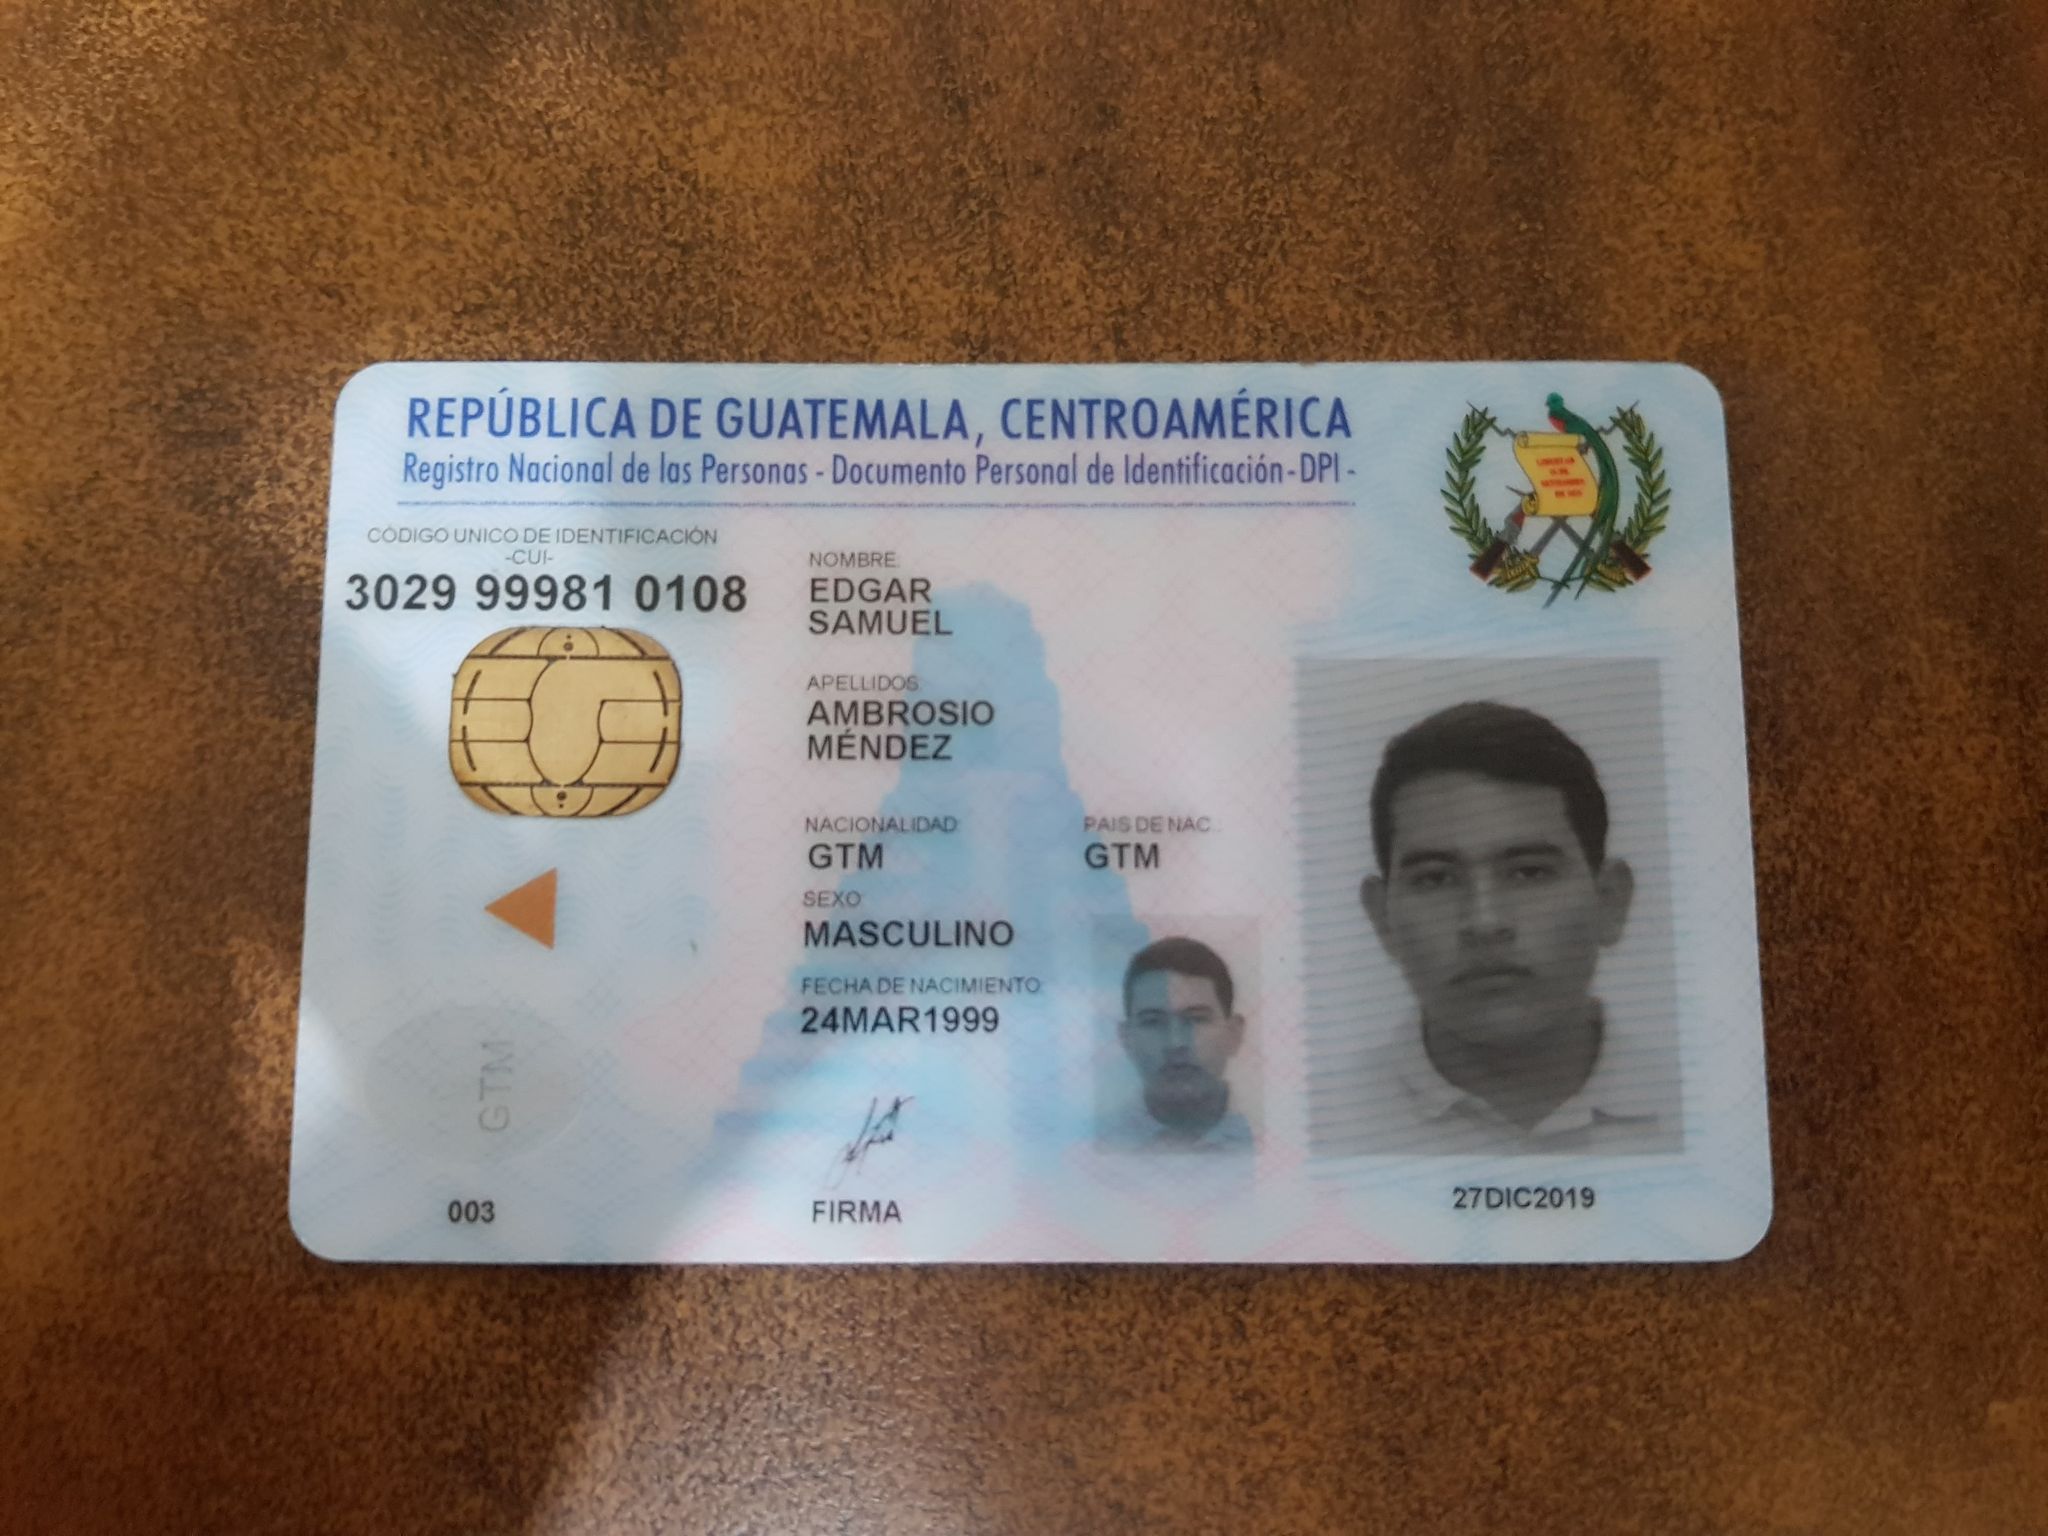 REPÚBLICA DE GUATEMALA, CENTROAMÉRICA
Registro Nacional de las Personas - Documento Personal de Identificación-DPI -
CÓDIGO UNICO DE IDENTIFICACIÓN
-CUI-
3029 99981 0108
NOMBRE:
EDGAR
SAMUEL
APELLIDOS:
AMBROSIO
MÉNDEZ
NACIONALIDAD:
GTM
PAIS DE NAC.:
GTM
SEXO:
MASCULINO
FECHA DE NACIMIENTO:
24MAR1999
GTM
003
FIRMA
27DIC2019